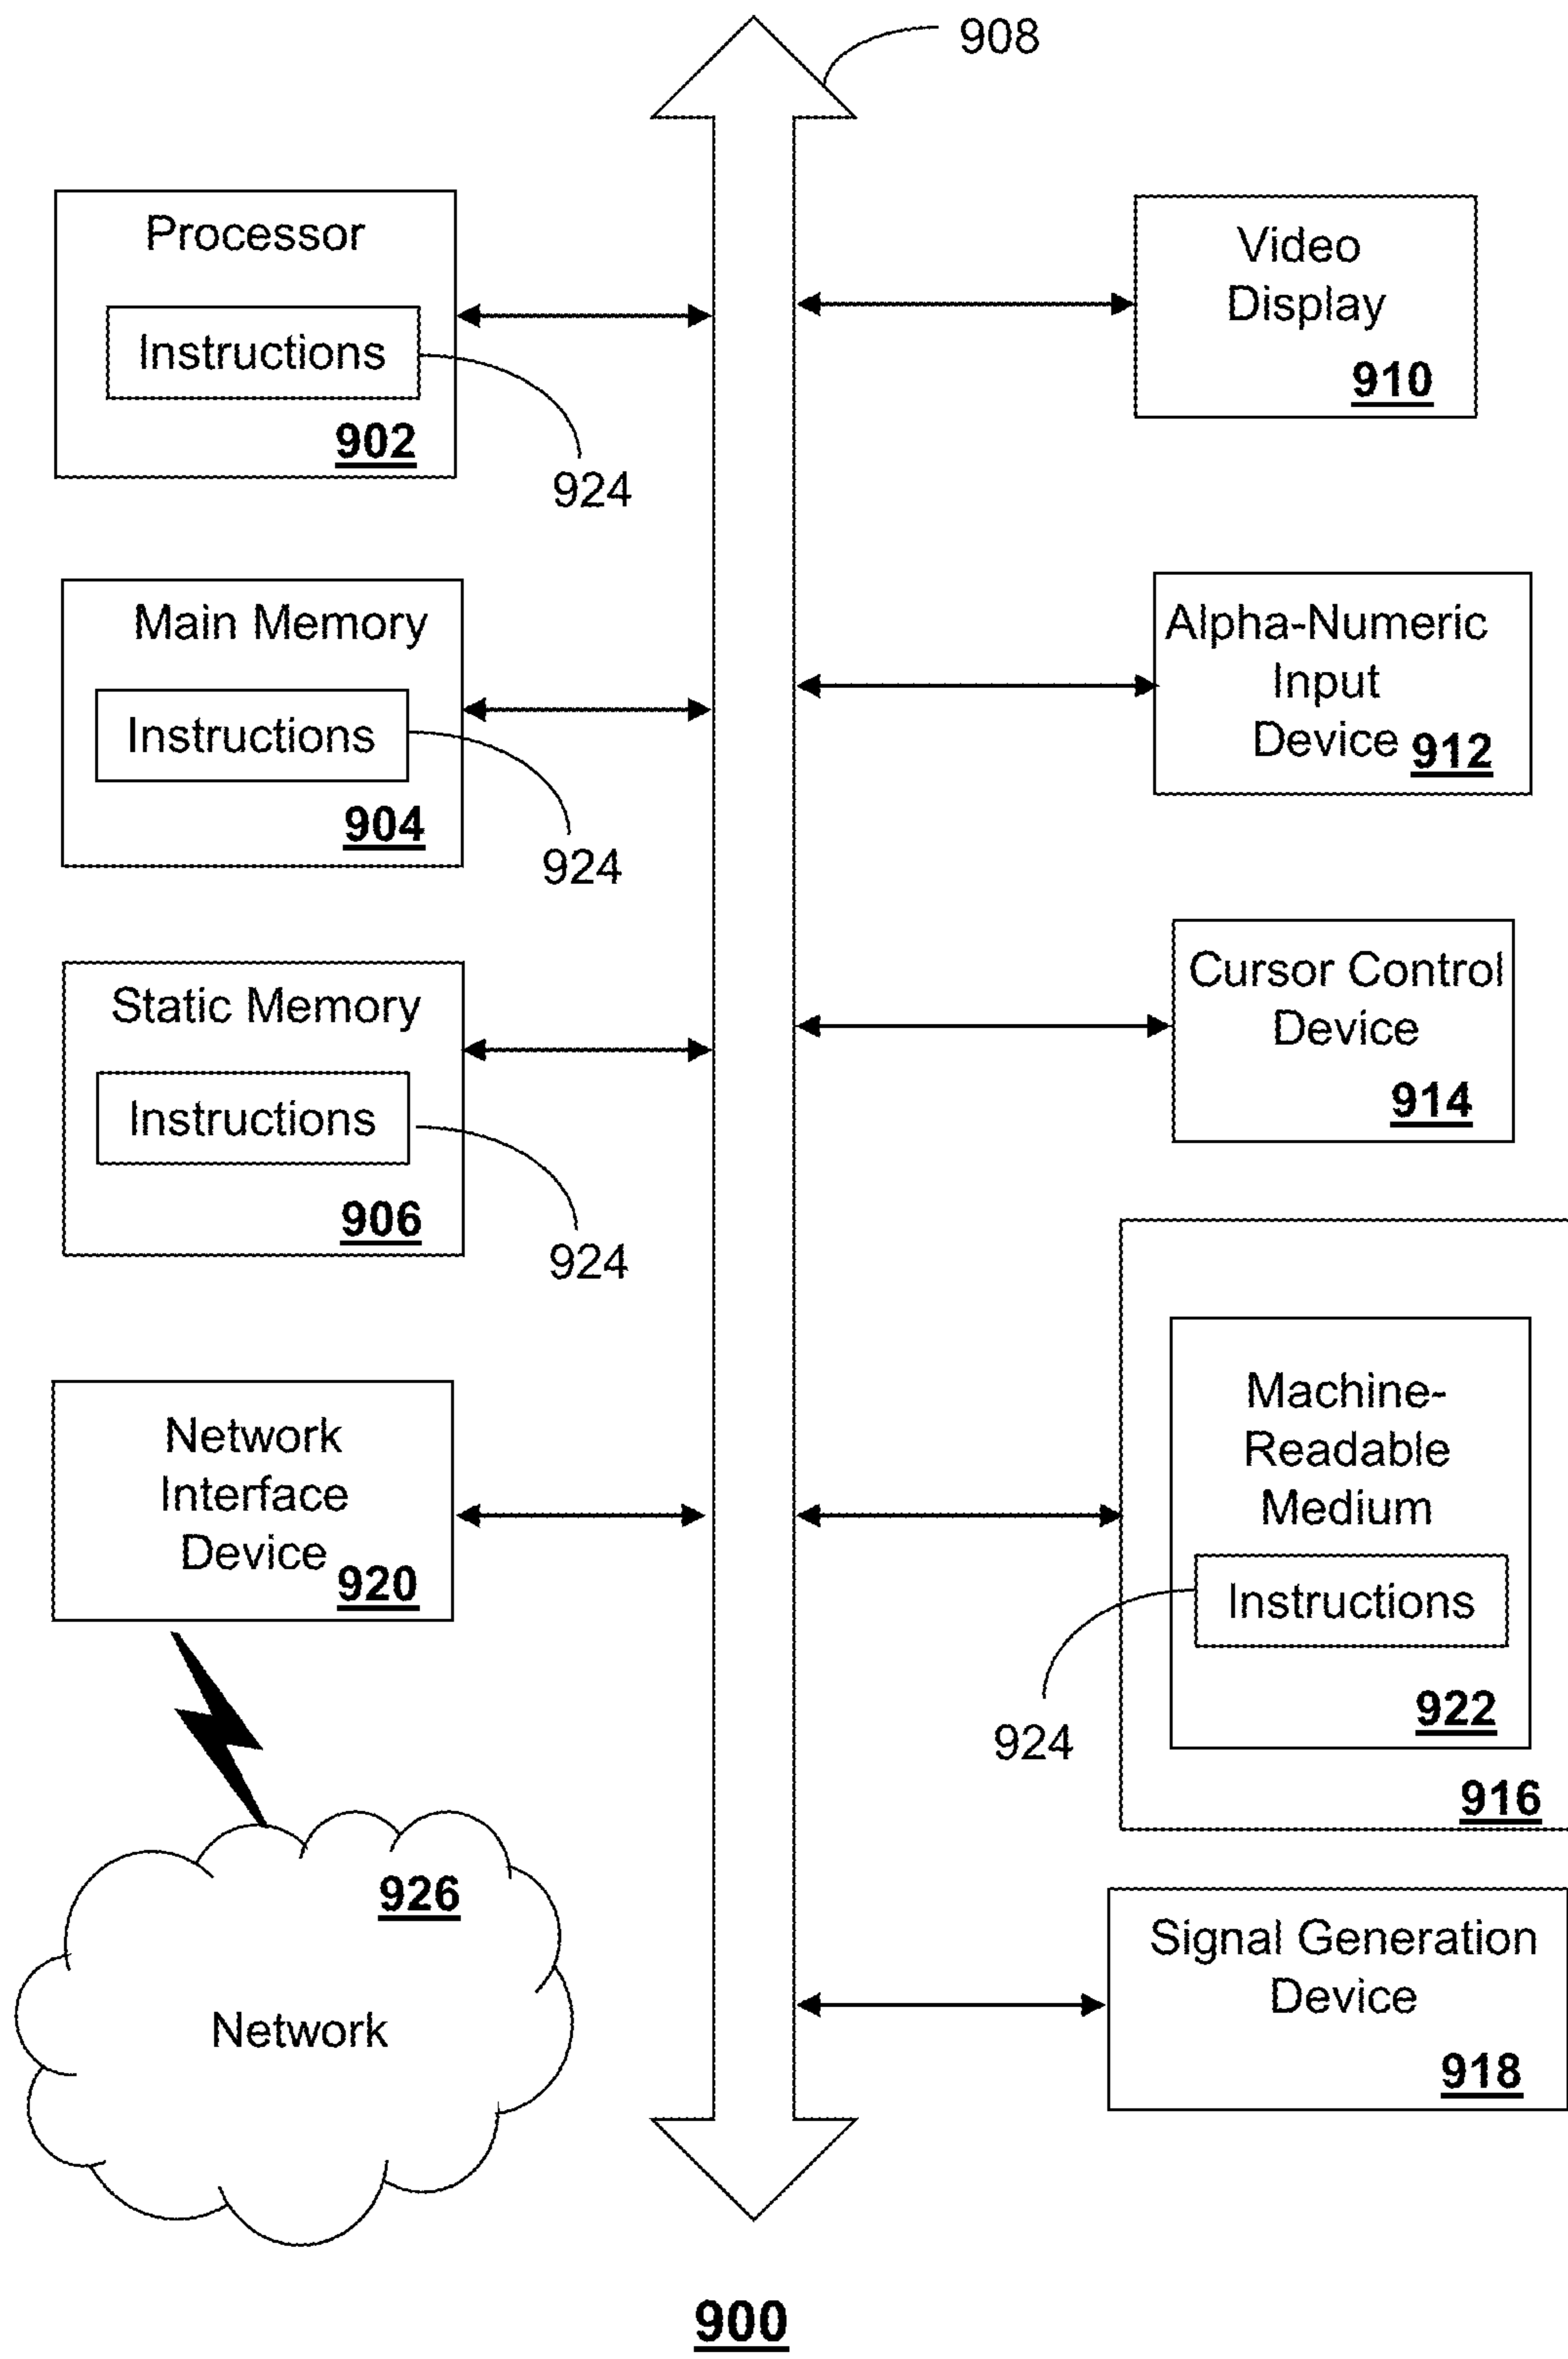 908
Processor
Instructions
902
924
Video
Display
910
Main Memory
Instructions
904
924
Alpha-Numeric
Input
Device 912
Static Memory
Instructions
906
924
Cursor Control
Device
914
Network
Interface
Device
920
Machine-
Readable
Medium
Instructions
922
924
916
926
Network
Signal Generation
Device
918
900